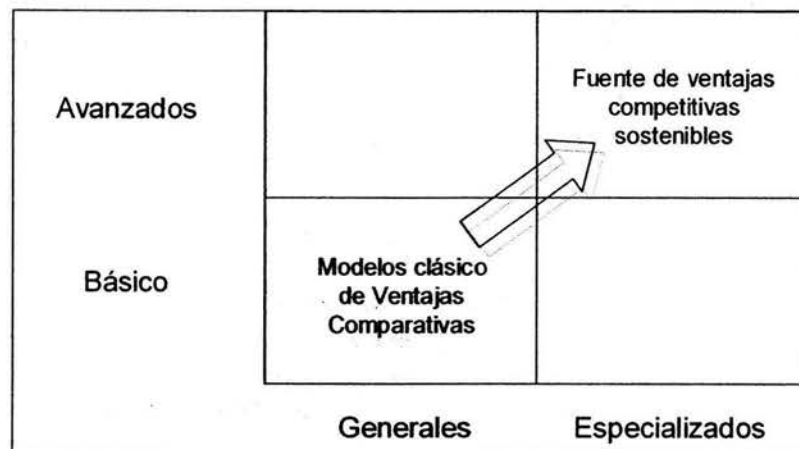 Avanzados
Fuente de ventajas
competitivas
sostenibles
Básico
Modelos clásico
de Ventajas
Comparativas
Generales
Especializados